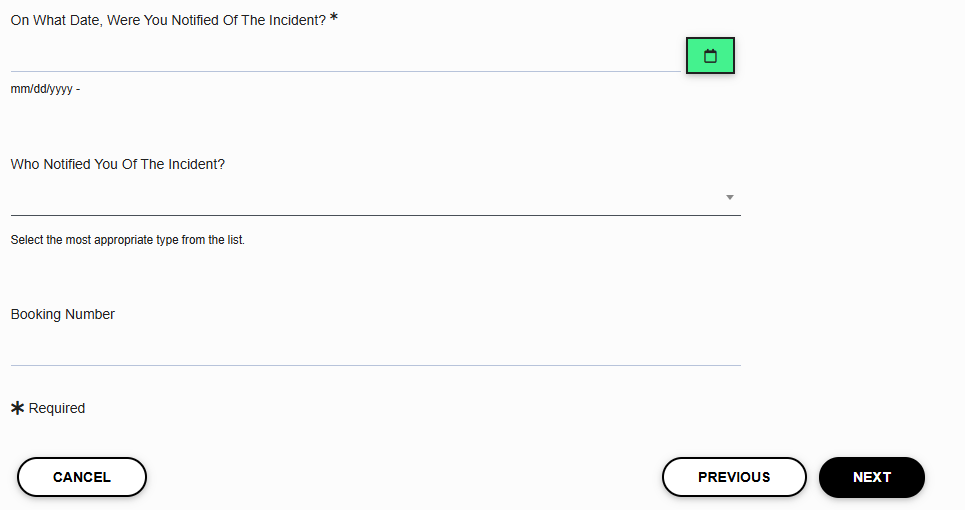 On What Date, Were You Notified Of The Incident? *
mm/dd/yyyy -
Who Notified You Of The Incident?
Select the most appropriate type from the list.
Booking Number
* Required
CANCEL
PREVIOUS
NEXT